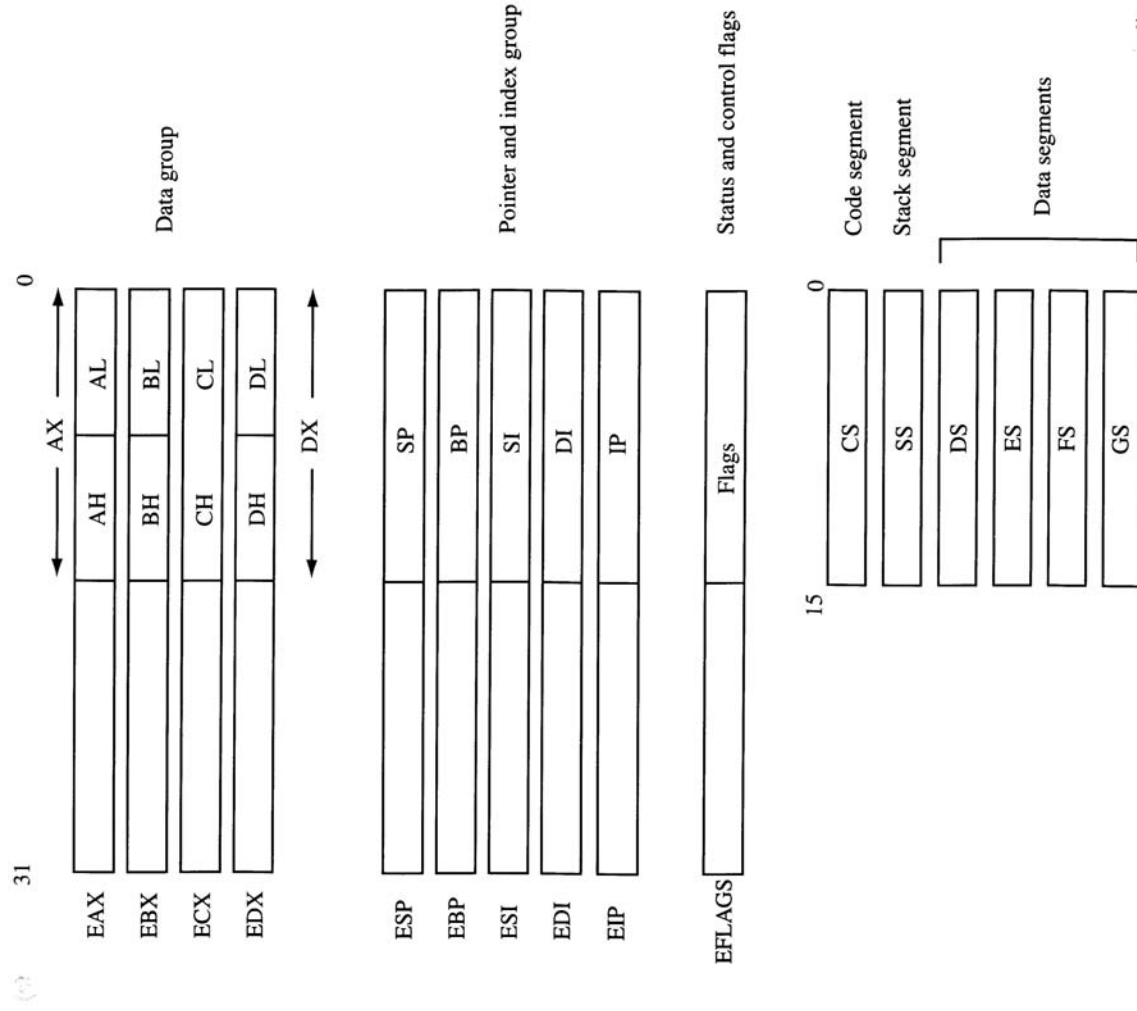 31 0
AX
EAX AH AL
EBX BH BL
ECX CH CL
EDX DH DL
Data group
DX
ESP SP
EBP BP
ESI SI
EDI DI
EIP IP
Pointer and index group
EFLAGS Flags
Status and control flags
15 0
CS Code segment
SS Stack segment
DS
ES
FS
GS
Data segments